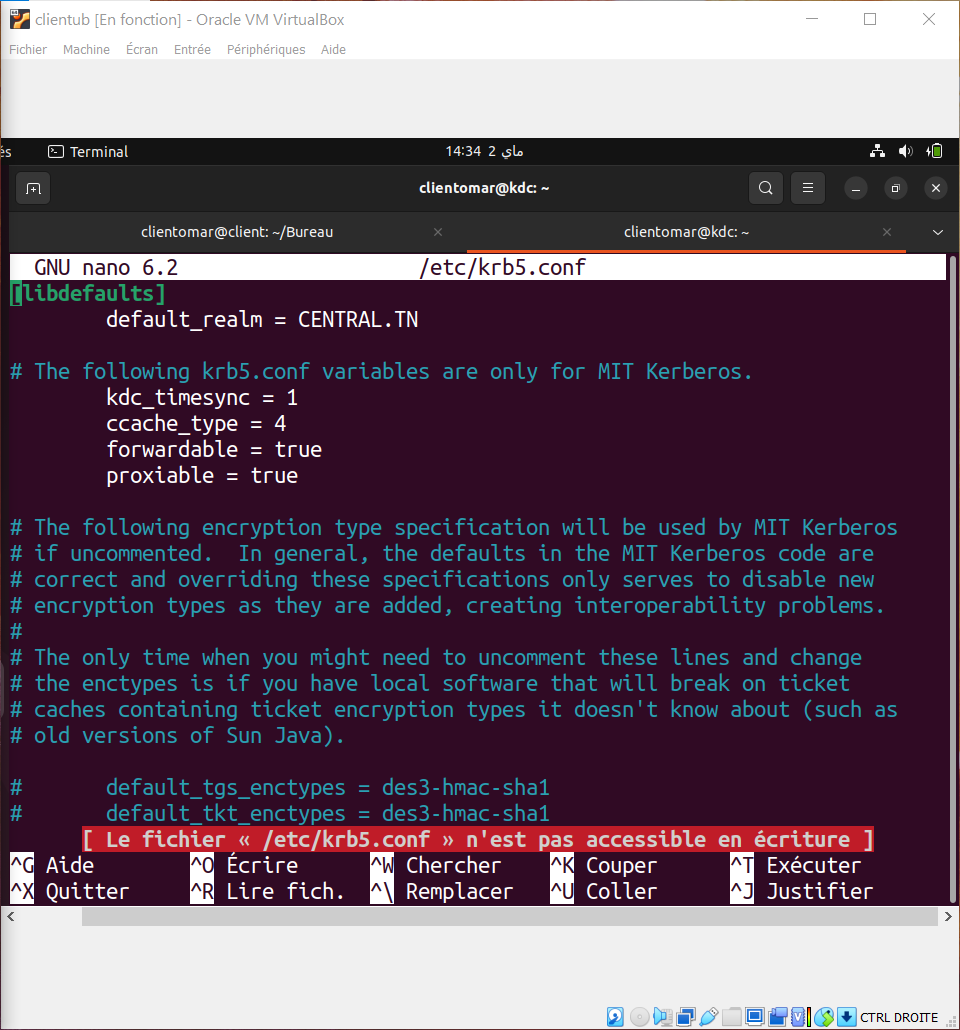 clientub [En fonction] - Oracle VM VirtualBox
Fichier Machine Écran Entrée Périphériques Aide
és Terminal 14:34 2 ماي
clientomar@kdc: ~
clientomar@client: ~/Bureau clientomar@kdc: ~
GNU nano 6.2 /etc/krb5.conf
[libdefaults]
default_realm = CENTRAL.TN
# The following krb5.conf variables are only for MIT Kerberos.
kdc_timesync = 1
ccache_type = 4
forwardable = true
proxiable = true
# The following encryption type specification will be used by MIT Kerberos
# if uncommented.  In general, the defaults in the MIT Kerberos code are
# correct and overriding these specifications only serves to disable new
# encryption types as they are added, creating interoperability problems.
#
# The only time when you might need to uncomment these lines and change
# the enctypes is if you have local software that will break on ticket
# caches containing ticket encryption types it doesn't know about (such as
# old versions of Sun Java).
# default_tgs_enctypes = des3-hmac-sha1
# default_tkt_enctypes = des3-hmac-sha1
[ Le fichier « /etc/krb5.conf » n'est pas accessible en écriture ]
^G Aide ^O Écrire ^W Chercher ^K Couper ^T Exécuter
^X Quitter ^R Lire fich. ^\ Remplacer ^U Coller ^J Justifier
CTRL DROITE